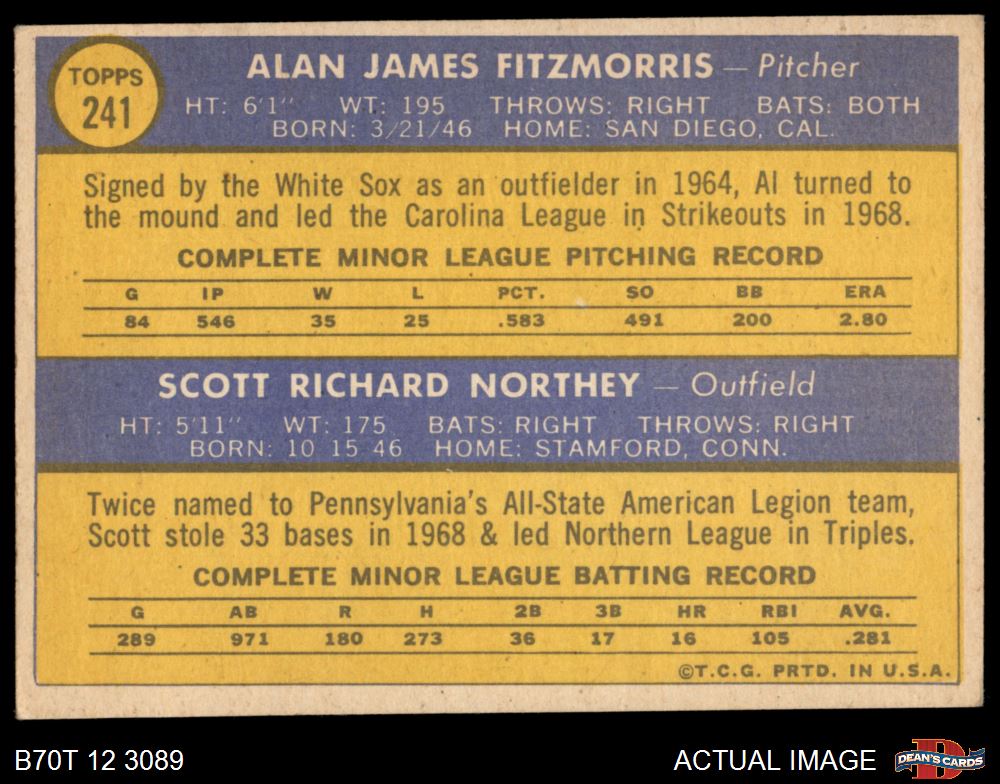 TOPPS
241
ALAN JAMES FITZMORRIS — Pitcher
HT: 6'1" WT: 195 THROWS: RIGHT BATS: BOTH
BORN: 3/21/46 HOME: SAN DIEGO, CAL.
Signed by the White Sox as an outfielder in 1964, Al turned to
the mound and led the Carolina League in Strikeouts in 1968.
COMPLETE MINOR LEAGUE PITCHING RECORD
G IP W L PCT. SO BB ERA
84 546 35 25 .583 491 200 2.80
SCOTT RICHARD NORTHEY — Outfield
HT: 5'11" WT: 175 BATS: RIGHT THROWS: RIGHT
BORN: 10 15 46 HOME: STAMFORD, CONN.
Twice named to Pennsylvania's All-State American Legion team,
Scott stole 33 bases in 1968 & led Northern League in Triples.
COMPLETE MINOR LEAGUE BATTING RECORD
G AB R H 2B 3B HR RBI AVG.
289 971 180 273 36 17 16 105 .281
©T.C.G. PRTD. IN U.S.A.
B70T 12 3089
ACTUAL IMAGE
D
DEAN'S CARDS